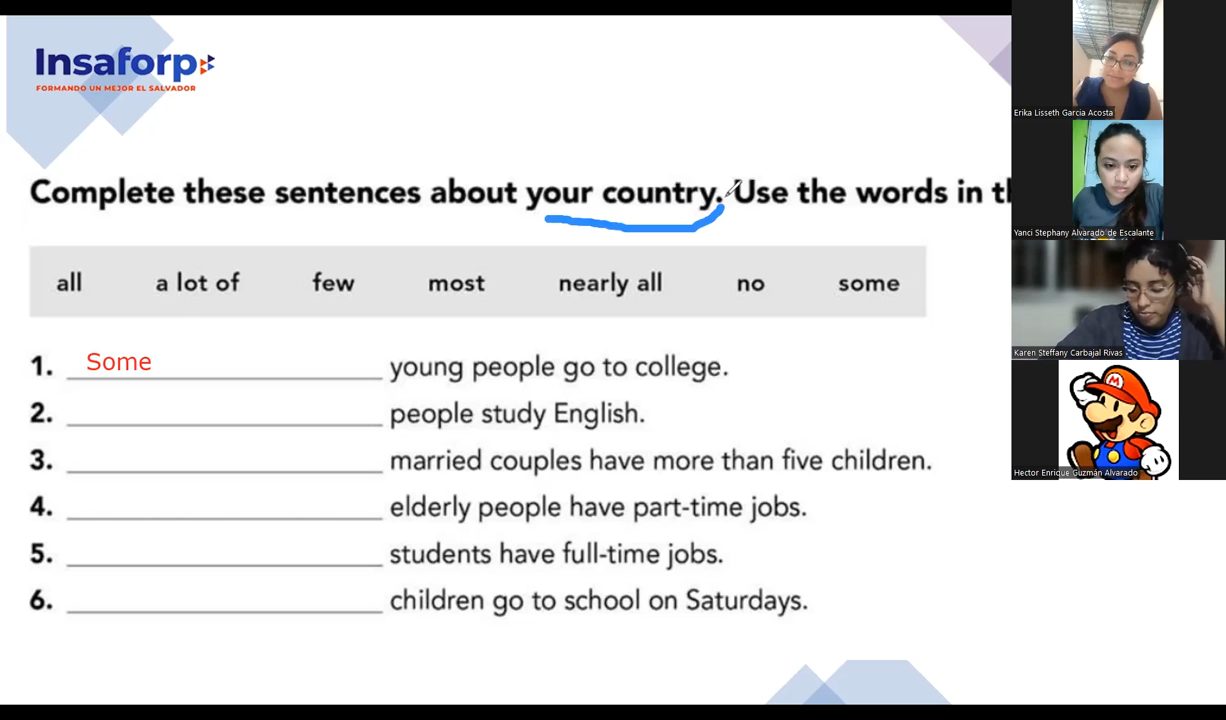 Insaforp
FORMANDO UN MEJOR EL SALVADOR
Complete these sentences about your country. Use the words in th
all a lot of few most nearly all no some
1. Some young people go to college.
2. people study English.
3. married couples have more than five children.
4. elderly people have part-time jobs.
5. students have full-time jobs.
6. children go to school on Saturdays.
Erika Lisseth Garcia Acosta
Yanci Stephany Alvarado de Escalante
Karen Steffany Carbajal Rivas
M
Hector Enrique Guzmán Alvarado